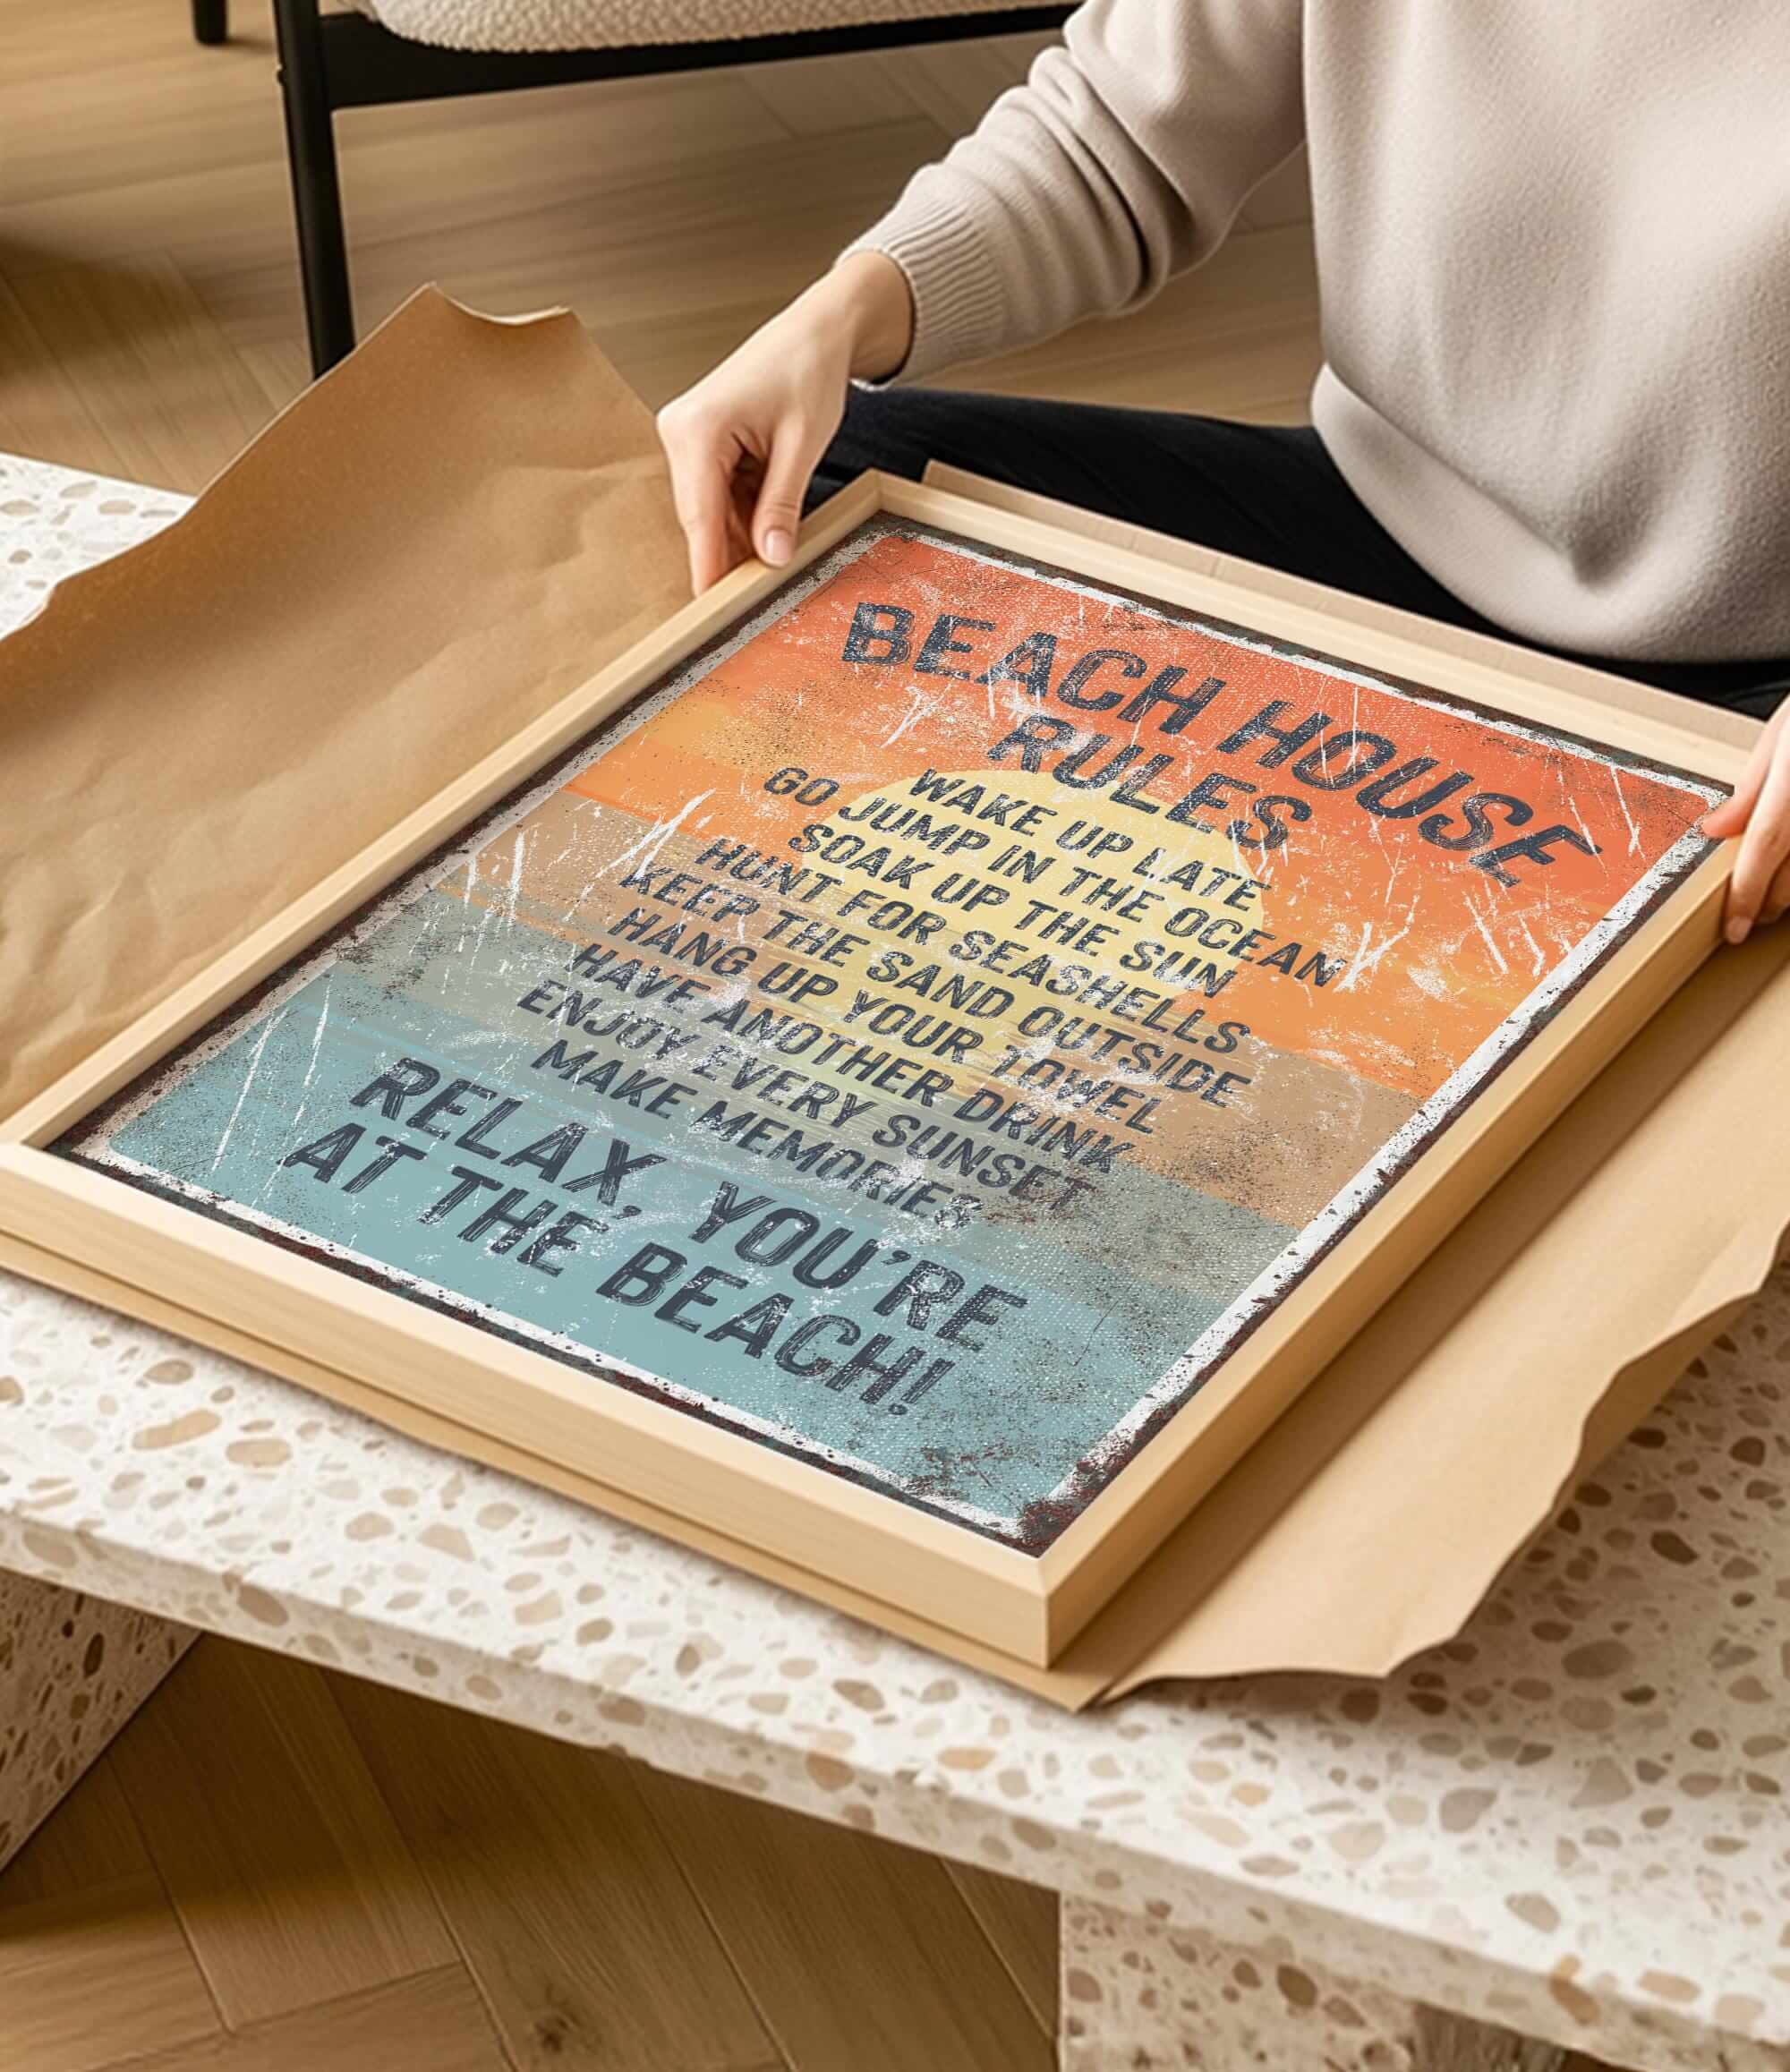 BEACH HOUSE
RULES
WAKE UP LATE
GO JUMP IN THE OCEAN
SOAK UP THE SUN
HUNT FOR SEASHELLS
KEEP THE SAND OUTSIDE
HANG UP YOUR TOWEL
HAVE ANOTHER DRINK
ENJOY EVERY SUNSET
MAKE MEMORIES
RELAX, YOU'RE
AT THE BEACH!